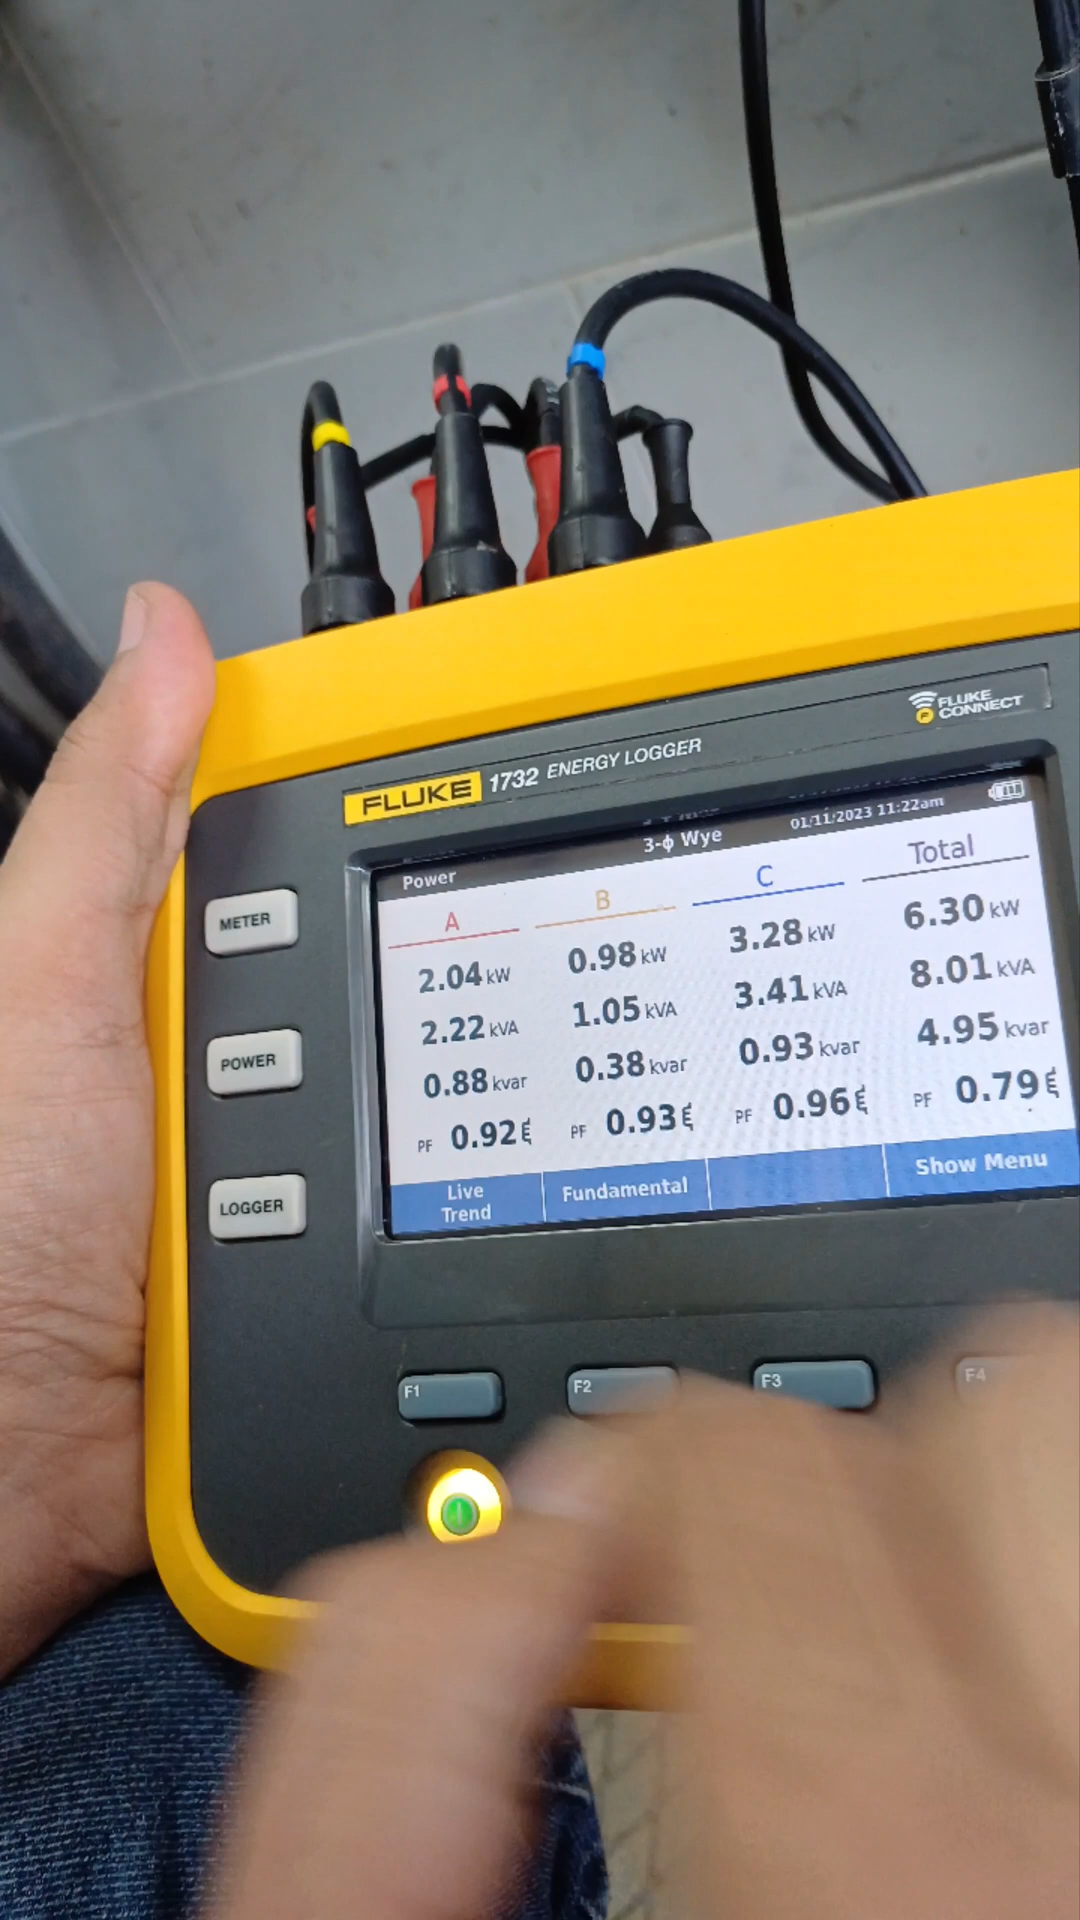 FLUKE CONNECT
FLUKE 1732 ENERGY LOGGER
3-ф Wye 01/11/2023 11:22am
Power
A B C Total
2.04 kW 0.98 kW 3.28 kW 6.30 kW
2.22 kVA 1.05 kVA 3.41 kVA 8.01 kVA
0.88 kvar 0.38 kvar 0.93 kvar 4.95 kvar
PF 0.92 PF 0.93 PF 0.96 PF 0.79
Live Trend Fundamental Show Menu
METER
POWER
LOGGER
F1 F2 F3 F4